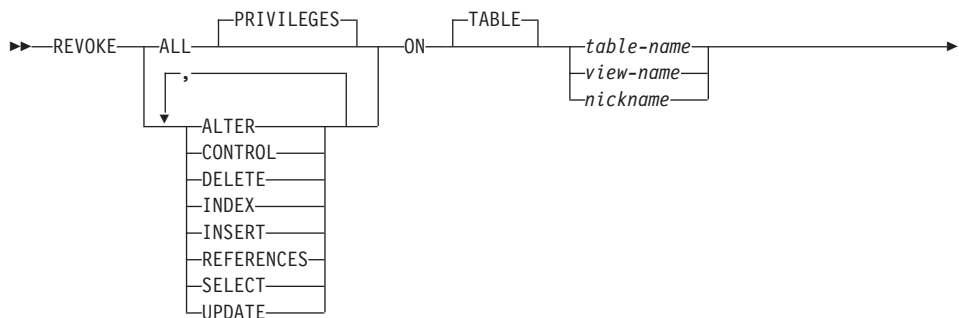 PRIVILEGES TABLE
REVOKE ALL ON table-name
, view-name
nickname
ALTER
CONTROL
DELETE
INDEX
INSERT
REFERENCES
SELECT
UPDATE